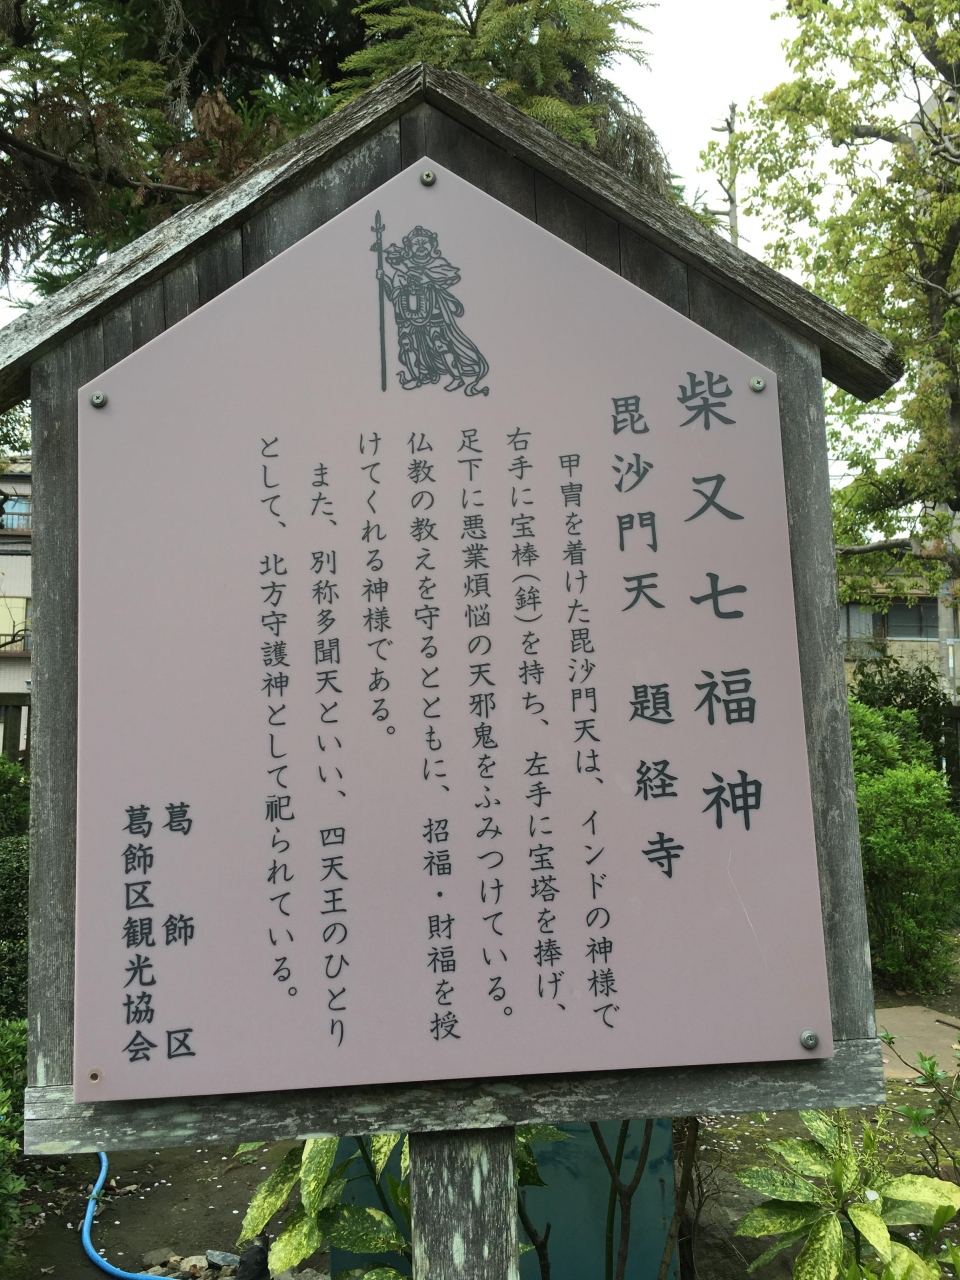 柴又七福神
毘沙門天 題経寺
甲冑を着けた毘沙門天は、インドの神様で
右手に宝棒(鉾)を持ち、左手に宝塔を捧げ、
足下に悪業煩悩の天邪鬼をふみつけている。
仏教の教えを守るとともに、招福・財福を授
けてくれる神様である。
また、別称多聞天といい、四天王のひとり
として、北方守護神として祀られている。
葛飾区
葛飾区観光協会